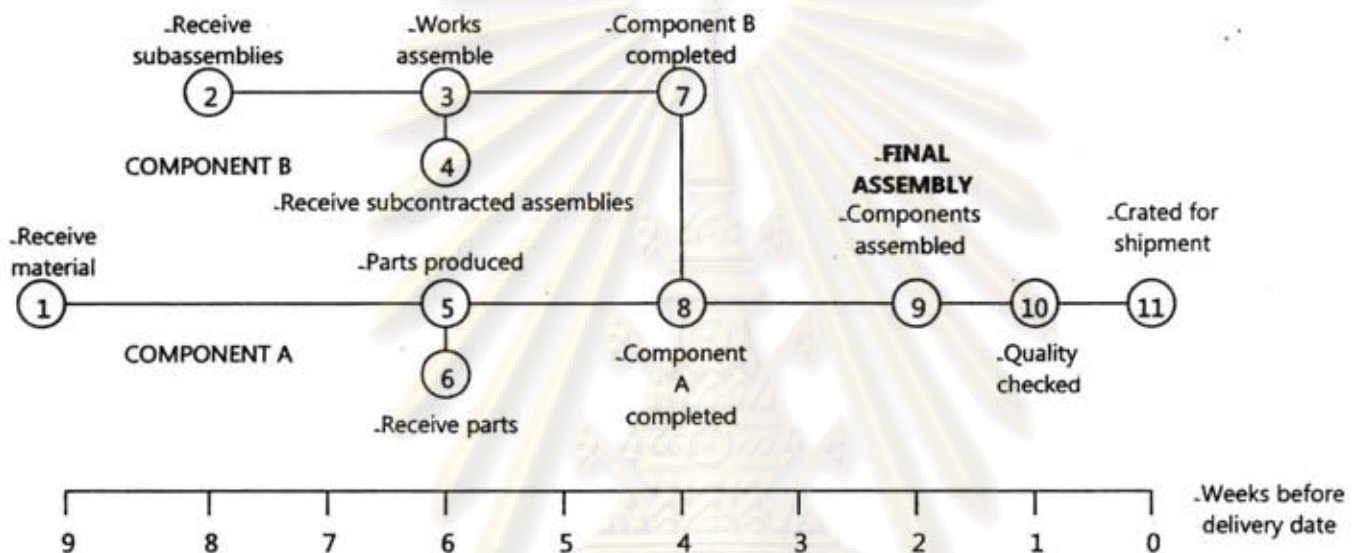 -Receive
subassemblies
-Works
assemble
-Component B
completed
2
3
7
COMPONENT B
4
-Receive subcontracted assemblies
-FINAL
ASSEMBLY
-Components
assembled
-Crated for
shipment
-Receive
material
-Parts produced
1
5
8
9
10
11
COMPONENT A
6
-Receive parts
-Component
A
completed
-Quality
checked
9 8 7 6 5 4 3 2 1 0
-Weeks before
delivery date